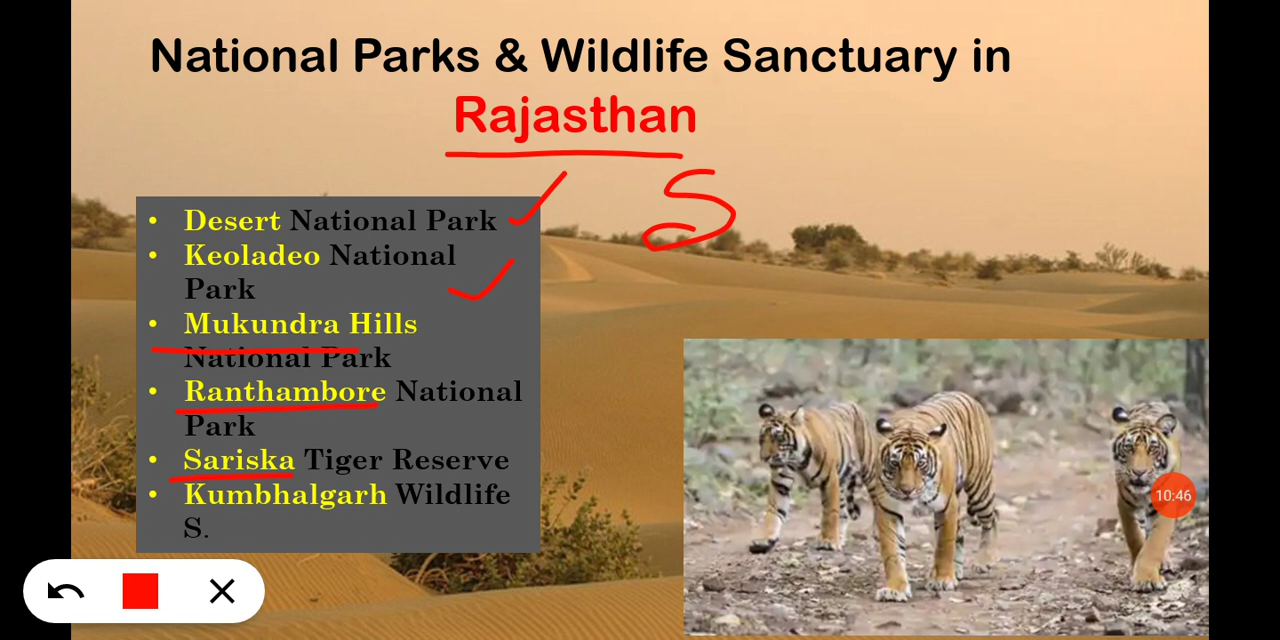 National Parks & Wildlife Sanctuary in
Rajasthan
S
• Desert National Park
• Keoladeo National
Park
• Mukundra Hills
National Park
• Ranthambore National
Park
• Sariska Tiger Reserve
• Kumbhalgarh Wildlife
S.
10:46